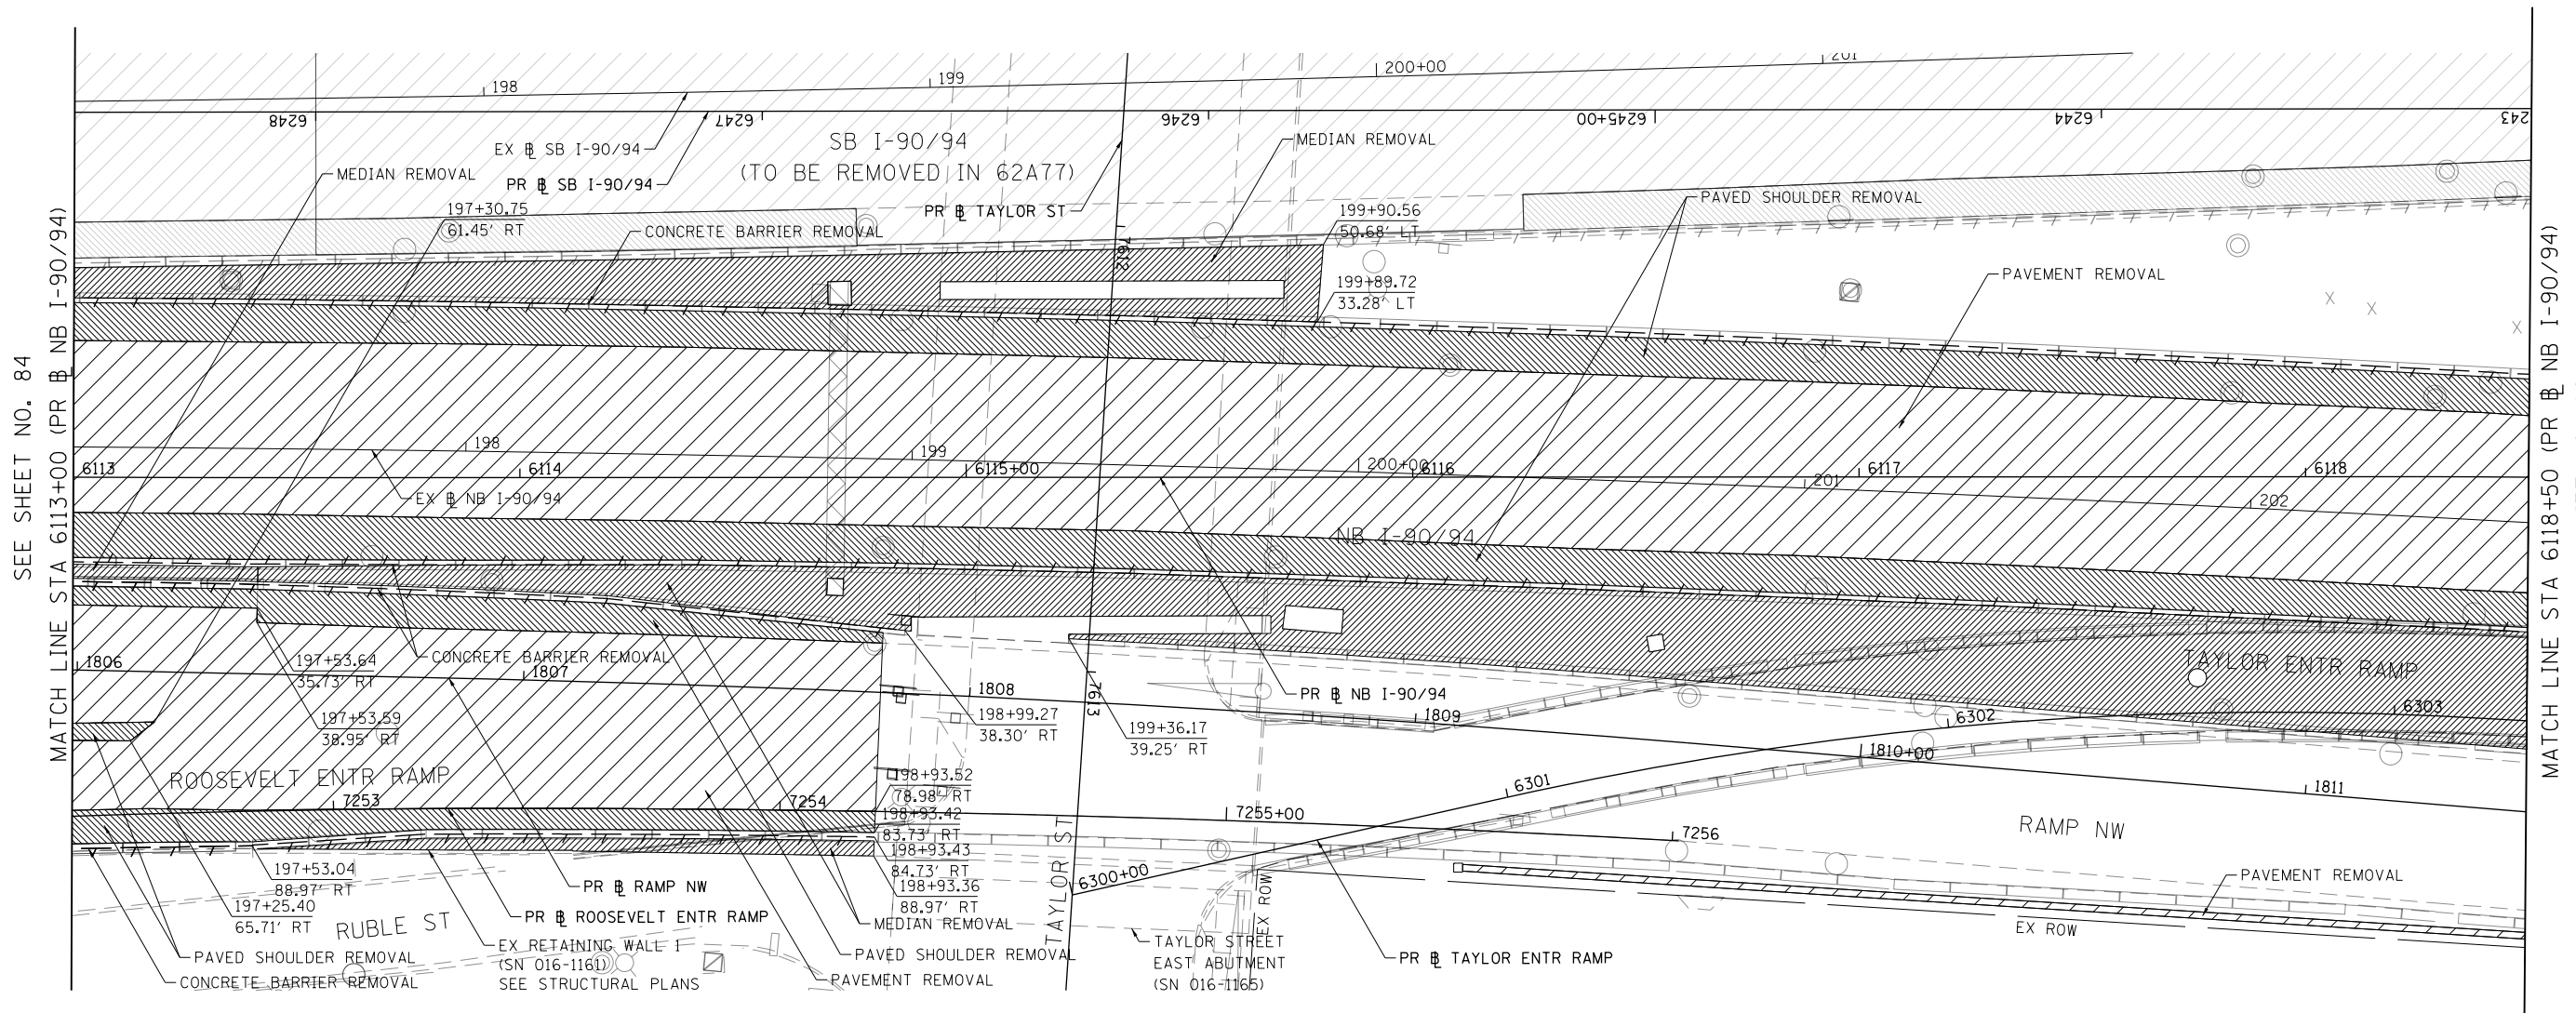 198
199
200+00
201
6248
6247
6246
6245+00
6244
243
EX ℄ SB I-90/94
PR ℄ SB I-90/94
SB I-90/94
(TO BE REMOVED IN 62A77)
MEDIAN REMOVAL
MEDIAN REMOVAL
197+30.75
61.45' RT
CONCRETE BARRIER REMOVAL
PR ℄ TAYLOR ST
7612
199+90.56
50.68' LT
199+89.72
33.28' LT
PAVED SHOULDER REMOVAL
PAVEMENT REMOVAL
SEE SHEET NO. 84
MATCH LINE STA 6113+00 (PR ℄ NB I-90/94)
MATCH LINE STA 6118+50 (PR ℄ NB I-90/94)
198
199
200+00
201
202
6113
6114
6115+00
6116
6117
6118
EX ℄ NB I-90/94
NB I-90/94
CONCRETE BARRIER REMOVAL
197+53.64
35.73' RT
197+53.59
38.95' RT
1806
1807
1808
1809
1810+00
1811
198+99.27
38.30' RT
7613
199+36.17
39.25' RT
PR ℄ NB I-90/94
TAYLOR ENTR RAMP
6300+00
6301
6302
6303
ROOSEVELT ENTR RAMP
7253
7254
7255+00
7256
198+93.52
78.98' RT
198+93.42
83.73' RT
198+93.43
84.73' RT
198+93.36
88.97' RT
RAMP NW
197+53.04
88.97' RT
197+25.40
65.71' RT
RUBLE ST
PR ℄ RAMP NW
PR ℄ ROOSEVELT ENTR RAMP
EX RETAINING WALL 1
(SN 016-1161)
SEE STRUCTURAL PLANS
PAVED SHOULDER REMOVAL
CONCRETE BARRIER REMOVAL
MEDIAN REMOVAL
PAVED SHOULDER REMOVAL
PAVEMENT REMOVAL
TAYLOR ST
TAYLOR STREET
EAST ABUTMENT
(SN 016-1165)
EX ROW
PR ℄ TAYLOR ENTR RAMP
PAVEMENT REMOVAL
EX ROW